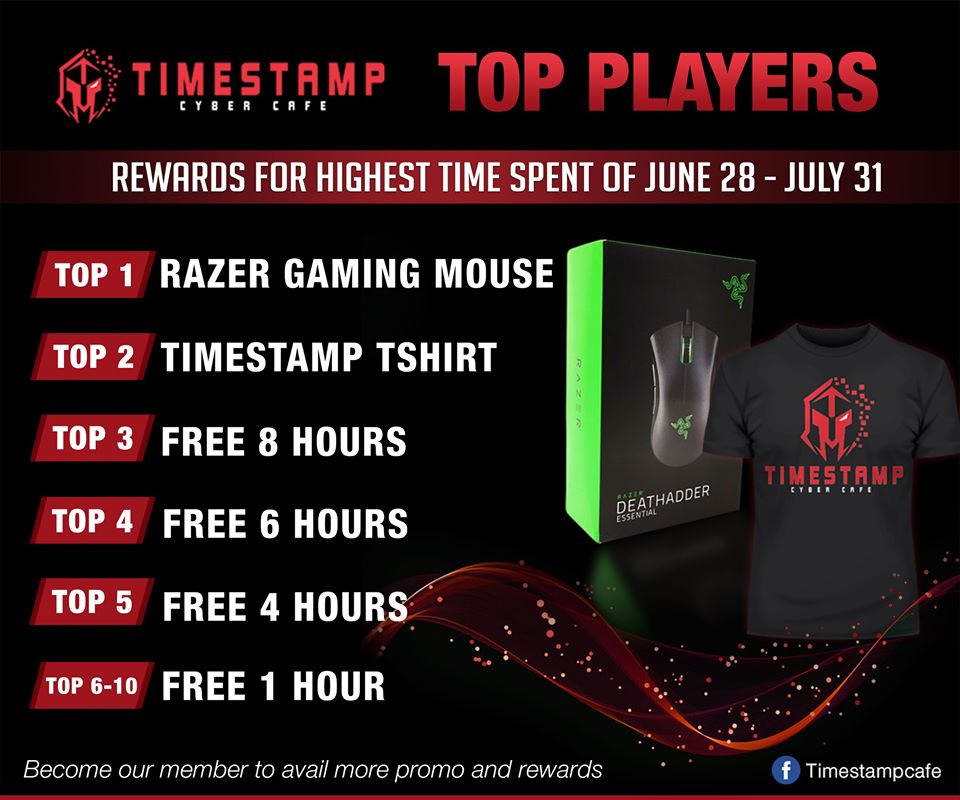 TIMESTAMP
CYBER CAFE
TOP PLAYERS
REWARDS FOR HIGHEST TIME SPENT OF JUNE 28 - JULY 31
TOP 1 RAZER GAMING MOUSE
TOP 2 TIMESTAMP TSHIRT
TOP 3 FREE 8 HOURS
TOP 4 FREE 6 HOURS
TOP 5 FREE 4 HOURS
TOP 6-10 FREE 1 HOUR
RAZER
RAZER
DEATHADDER
ESSENTIAL
TIMESTAMP
CYBER CAFE
Become our member to avail more promo and rewards
f Timestampcafe